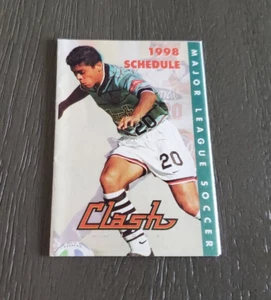 1998
SCHEDULE
MAJOR LEAGUE SOCCER
20
20
Clash